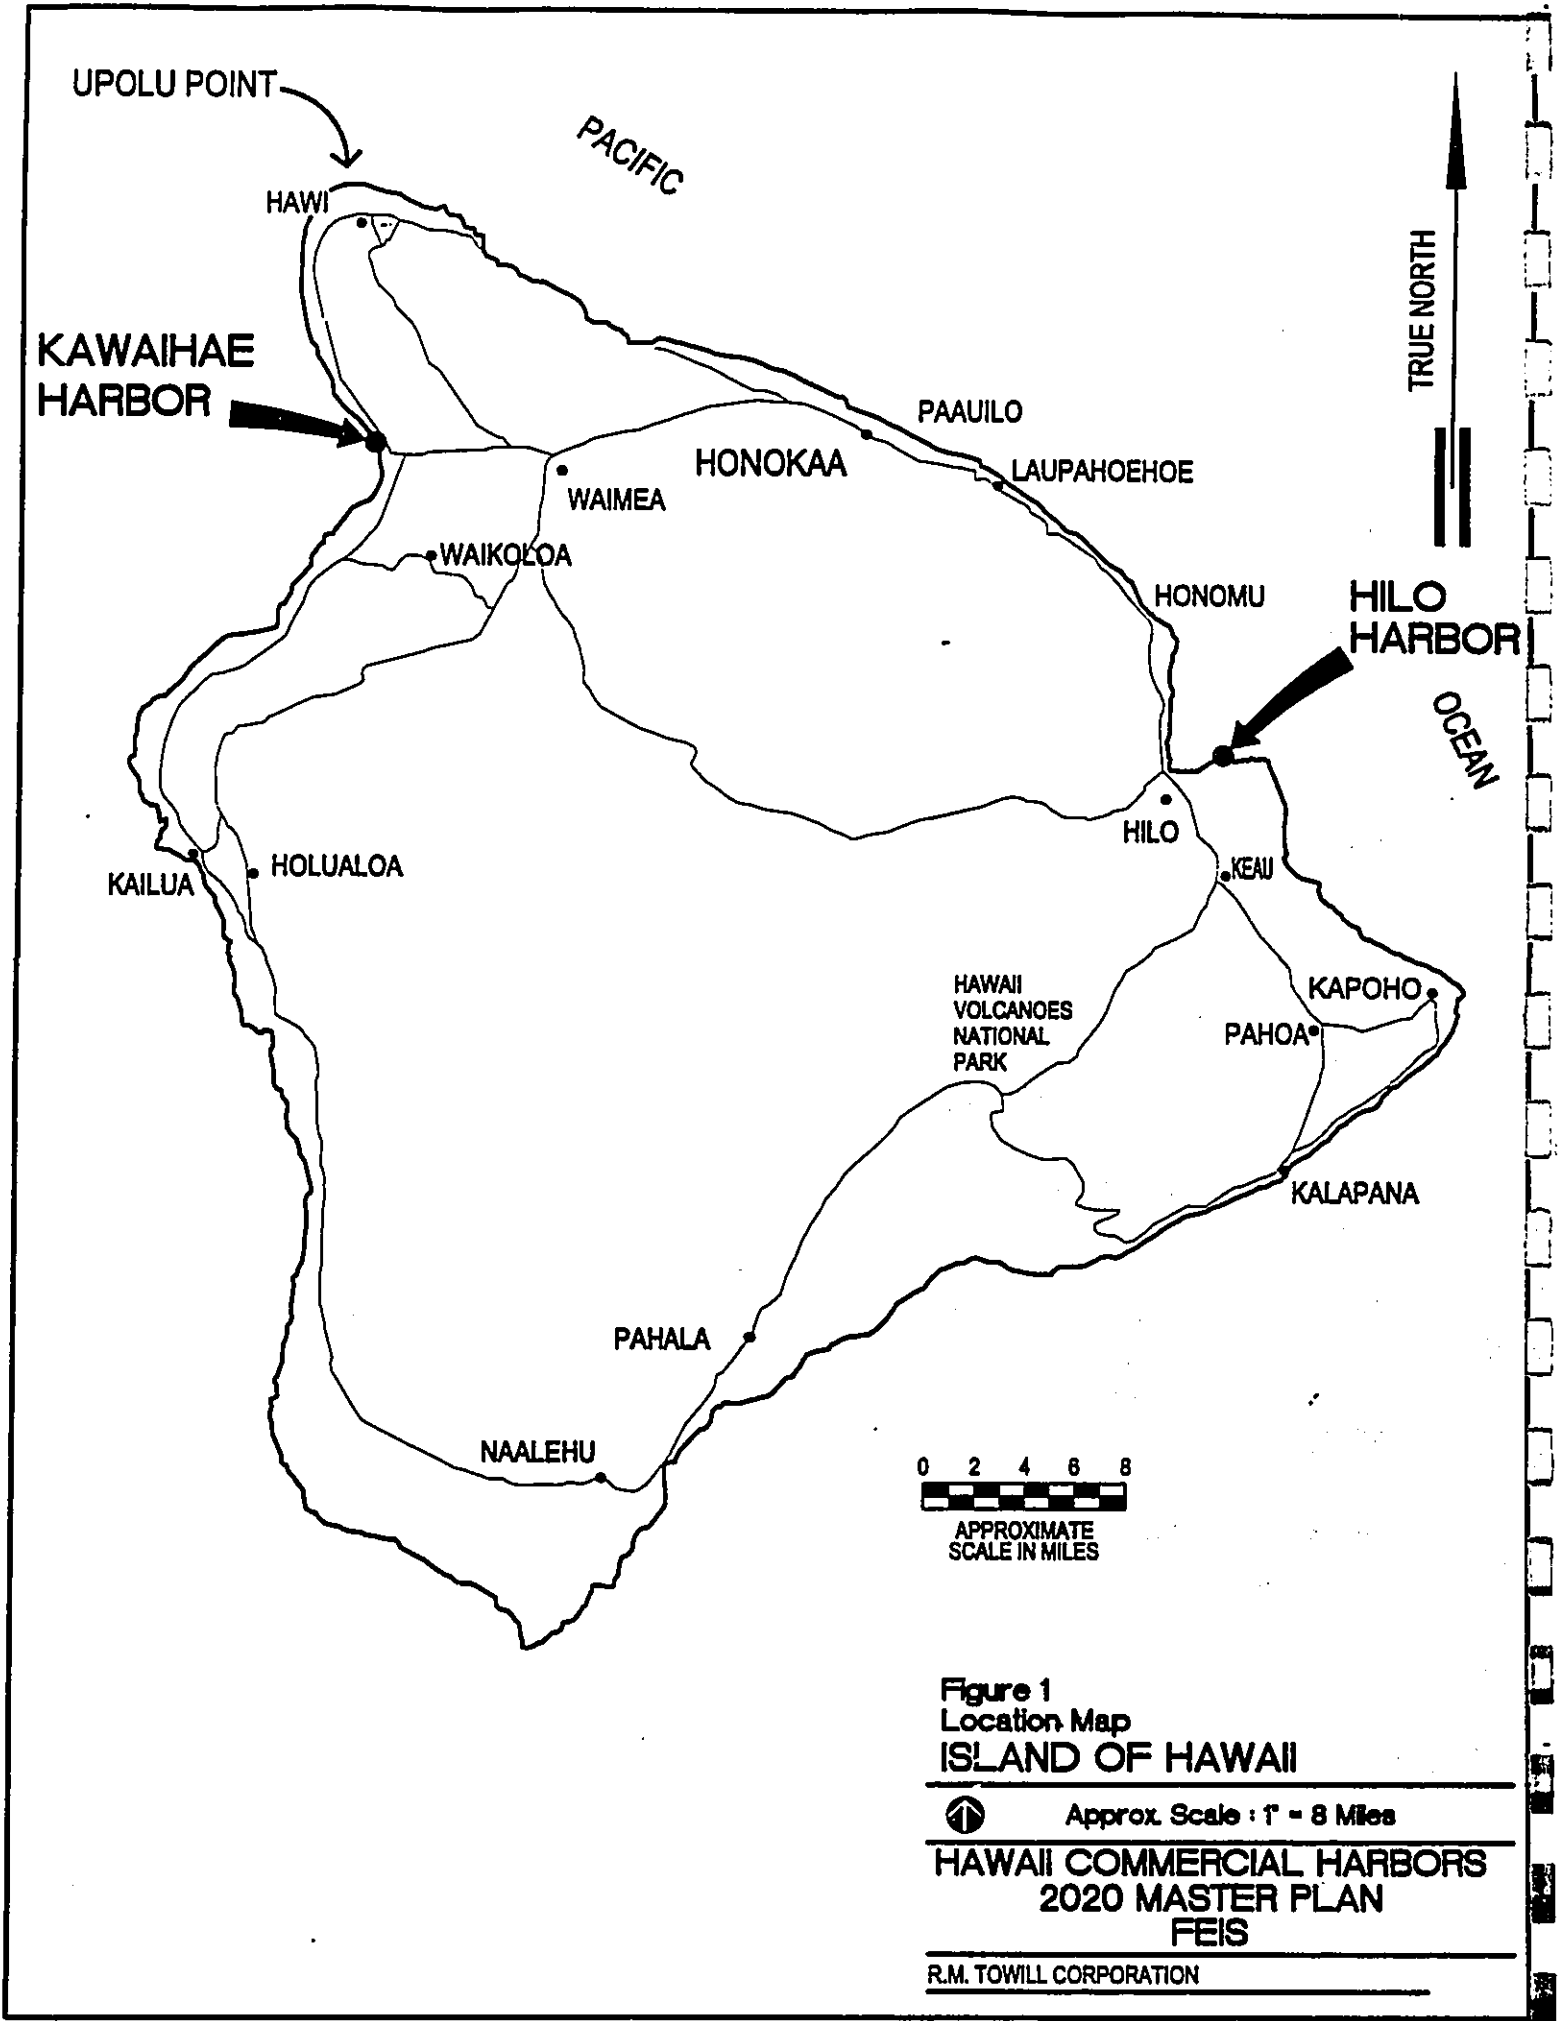 UPOLU POINT
PACIFIC
HAWI
TRUE NORTH
KAWAIHAE
HARBOR
PAAUILO
HONOKAA
LAUPAHOEHOE
WAIMEA
WAIKOLOA
HONOMU
HILO
HARBOR
OCEAN
HILO
KEAU
KAILUA
HOLUALOA
HAWAII
VOLCANOES
NATIONAL
PARK
KAPOHO
PAHOA
KALAPANA
PAHALA
NAALEHU
0 2 4 6 8
APPROXIMATE
SCALE IN MILES
Figure 1
Location Map
ISLAND OF HAWAII
Approx. Scale : 1" = 8 Miles
HAWAII COMMERCIAL HARBORS
2020 MASTER PLAN
FEIS
R.M. TOWILL CORPORATION